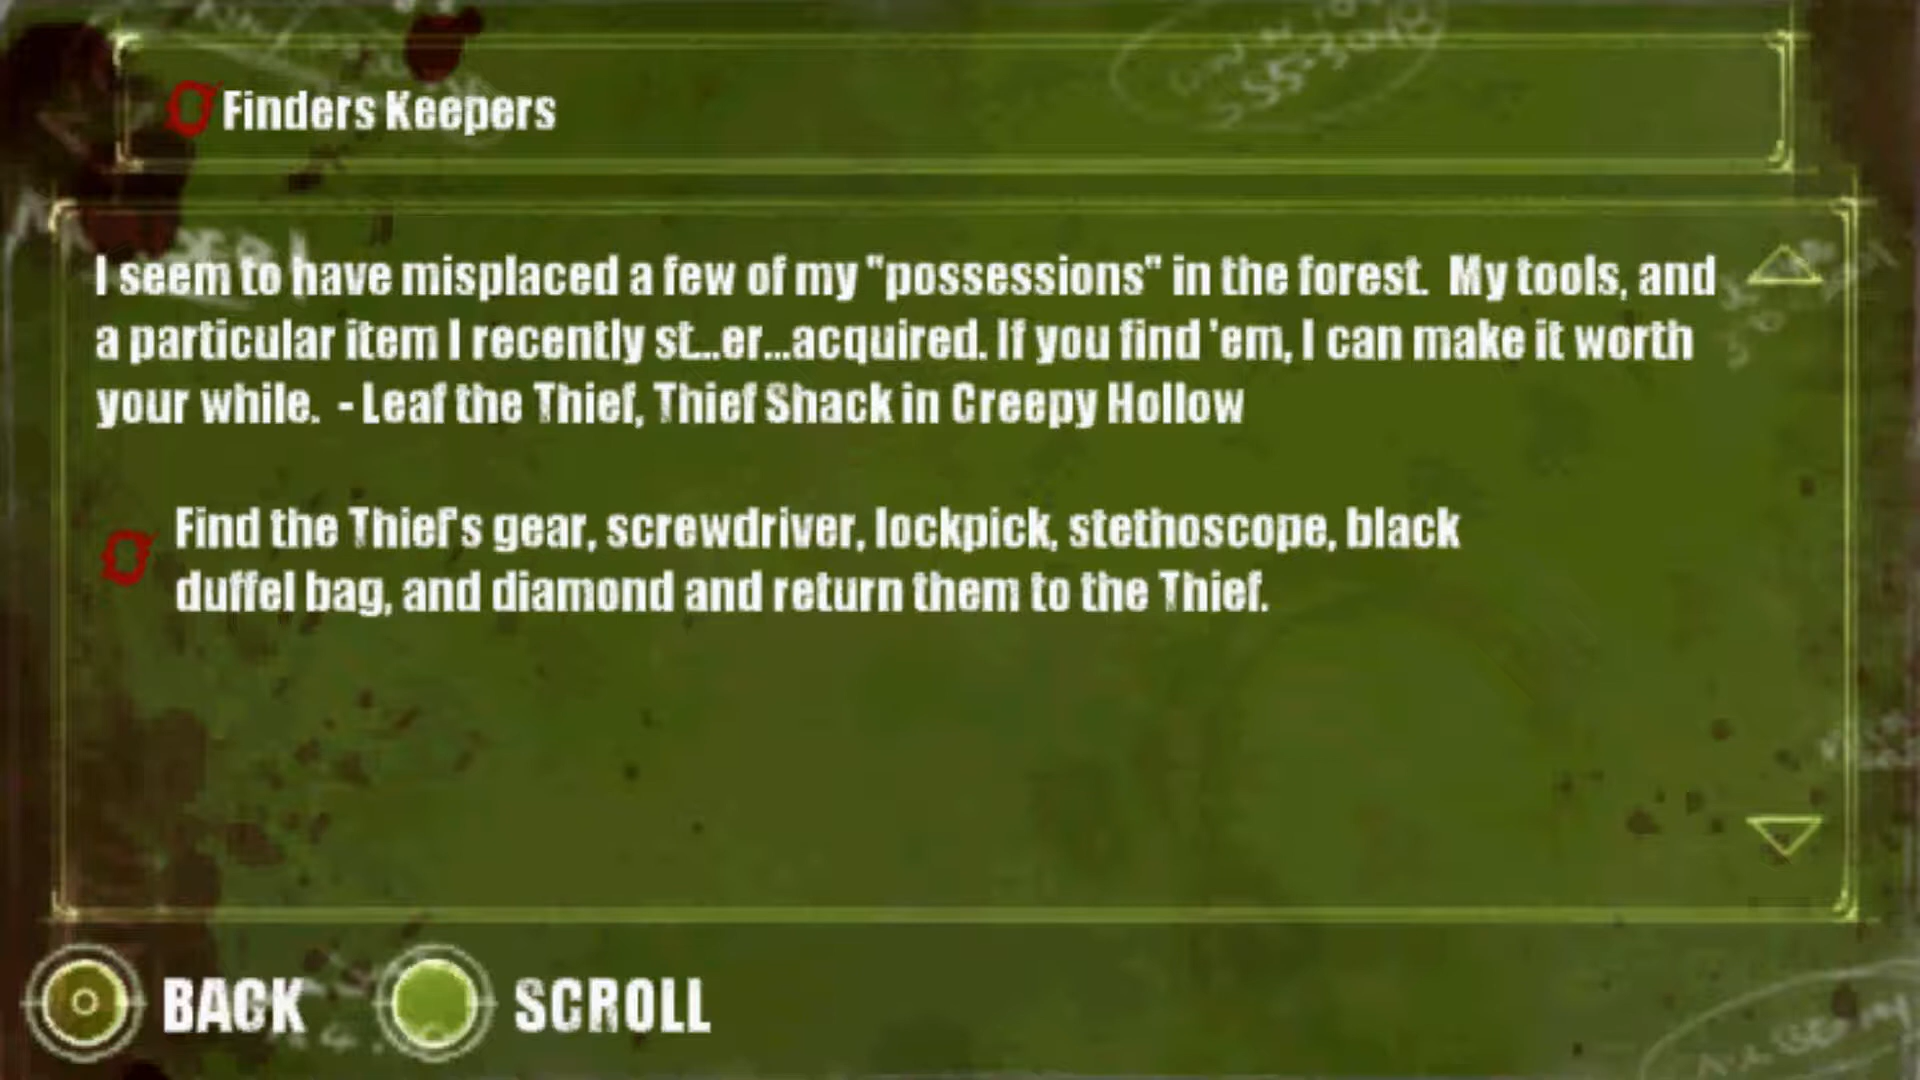 Finders Keepers
I seem to have misplaced a few of my "possessions" in the forest. My tools, and
a particular item I recently st...er...acquired. If you find 'em, I can make it worth
your while. - Leaf the Thief, Thief Shack in Creepy Hollow
Find the Thief's gear, screwdriver, lockpick, stethoscope, black
duffel bag, and diamond and return them to the Thief.
BACK SCROLL